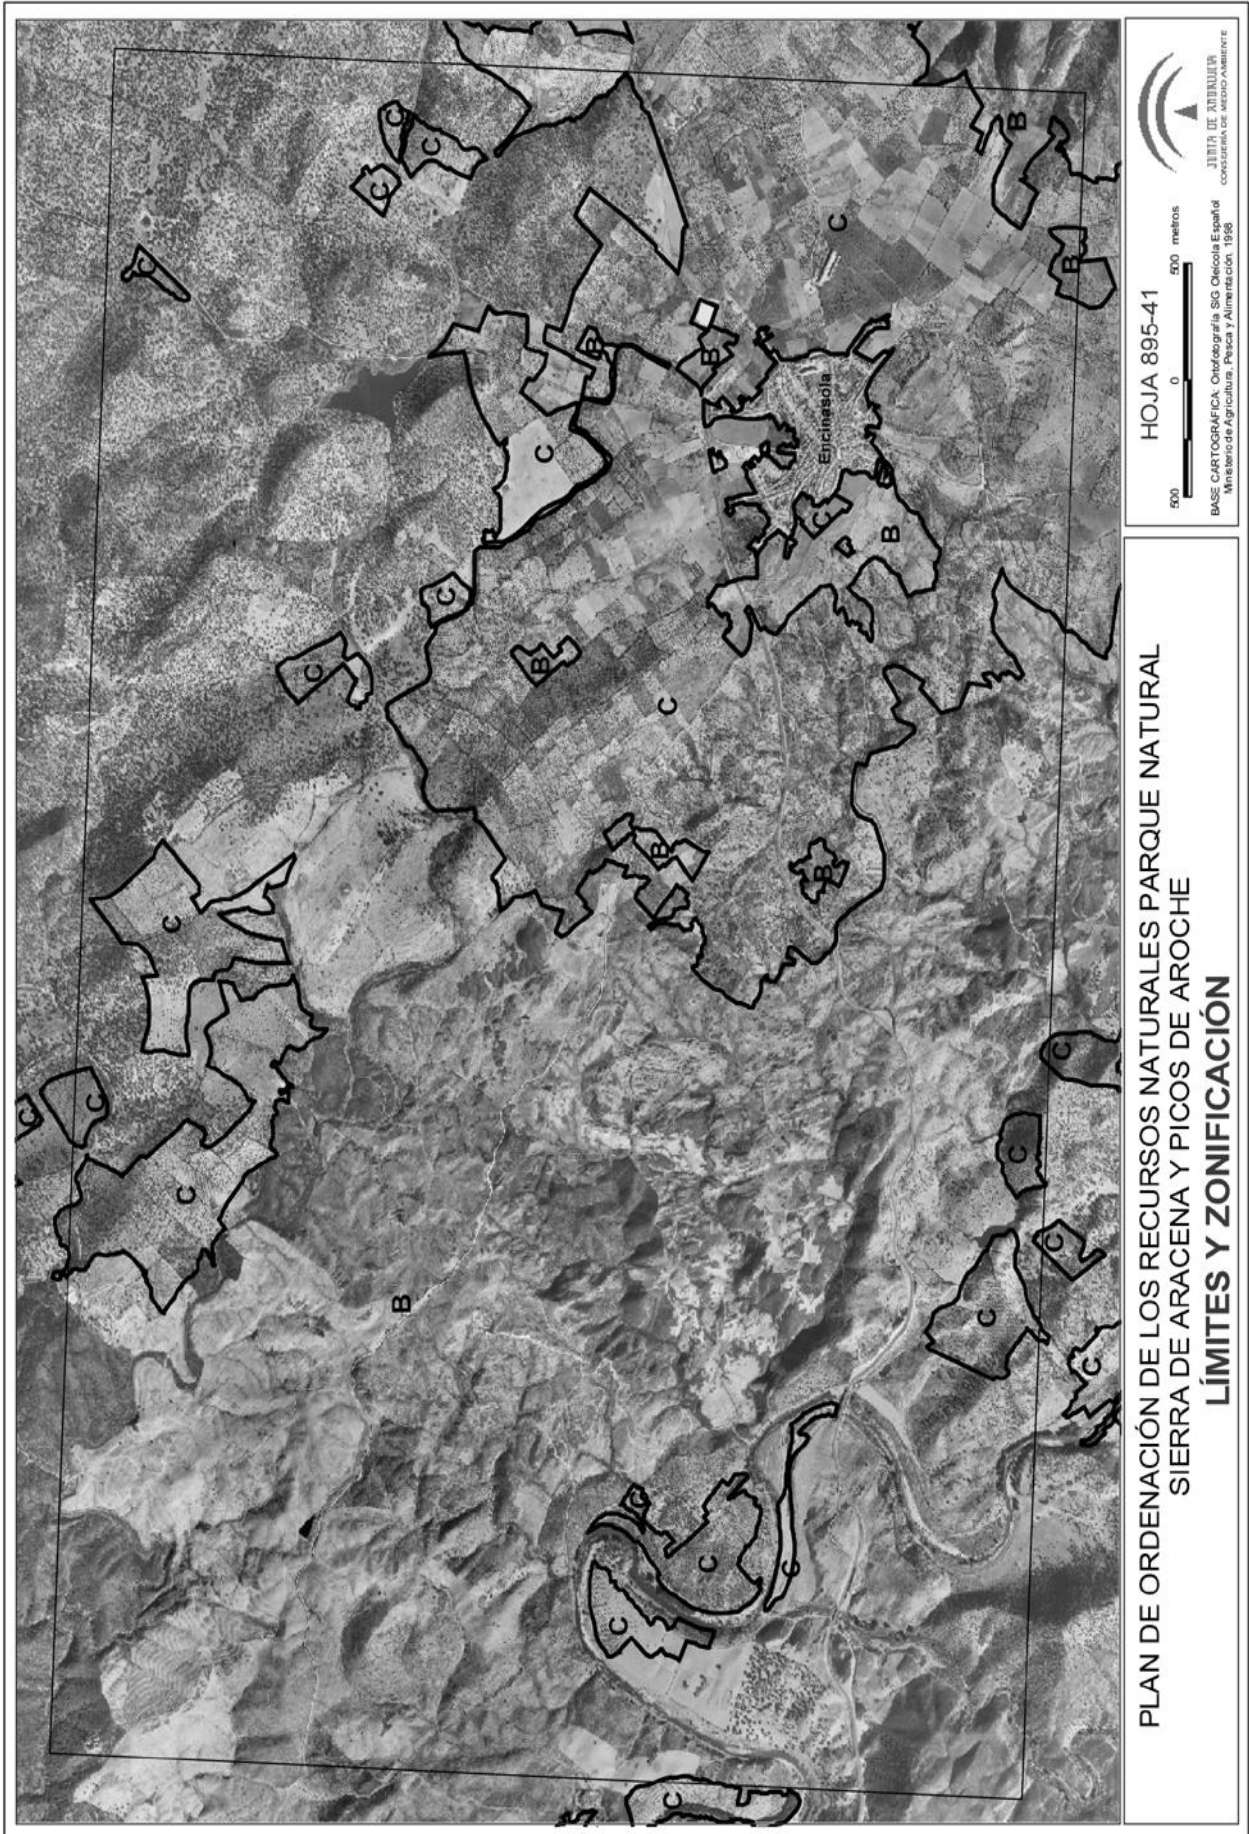 C
C
C
C
C
C
C
C
B
C
C
B
B
C
B
C
B
B
B
C
C
B
B
B
Encinasola
C
C
C
C
C
C
C
C
C
C
C
PLAN DE ORDENACIÓN DE LOS RECURSOS NATURALES PARQUE NATURAL
SIERRA DE ARACENA Y PICOS DE AROCHE
LÍMITES Y ZONIFICACIÓN
HOJA 895-41
500 0 500 metros
BASE CARTOGRÁFICA: Ortofotografía SIG Oleícola Español
Ministerio de Agricultura, Pesca y Alimentación. 1998
JUNTA DE ANDALUCIA
CONSEJERÍA DE MEDIO AMBIENTE